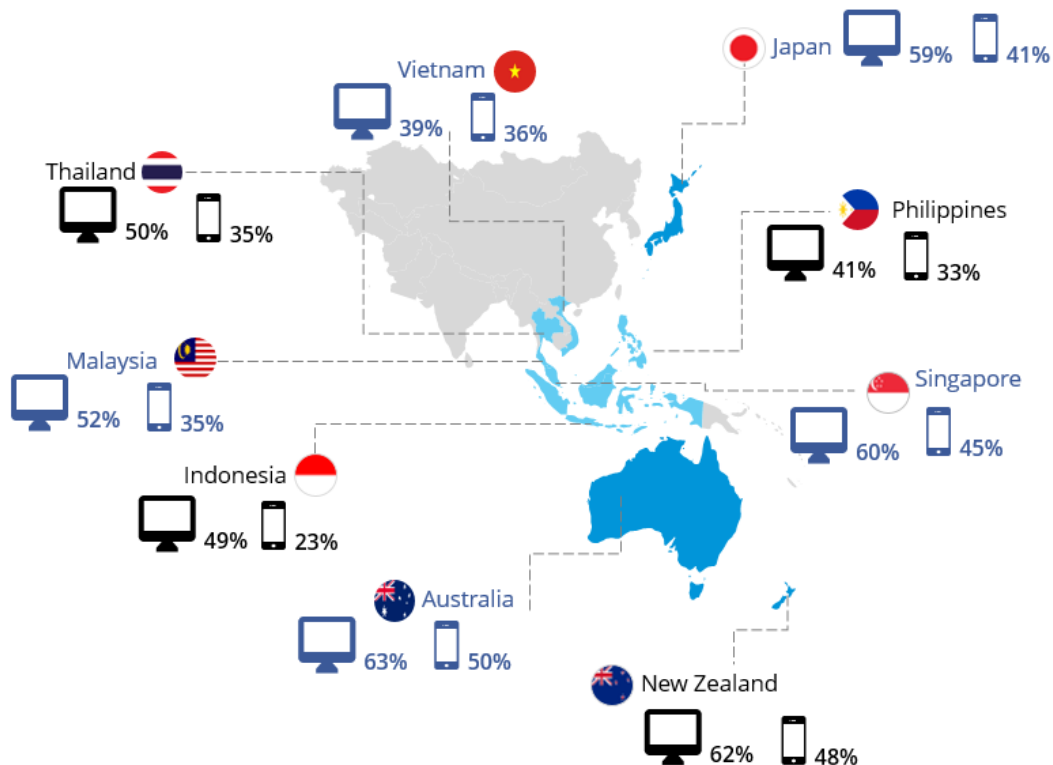 Japan
59% 41%
Vietnam
39% 36%
Thailand
50% 35%
Philippines
41% 33%
Malaysia
52% 35%
Singapore
60% 45%
Indonesia
49% 23%
Australia
63% 50%
New Zealand
62% 48%